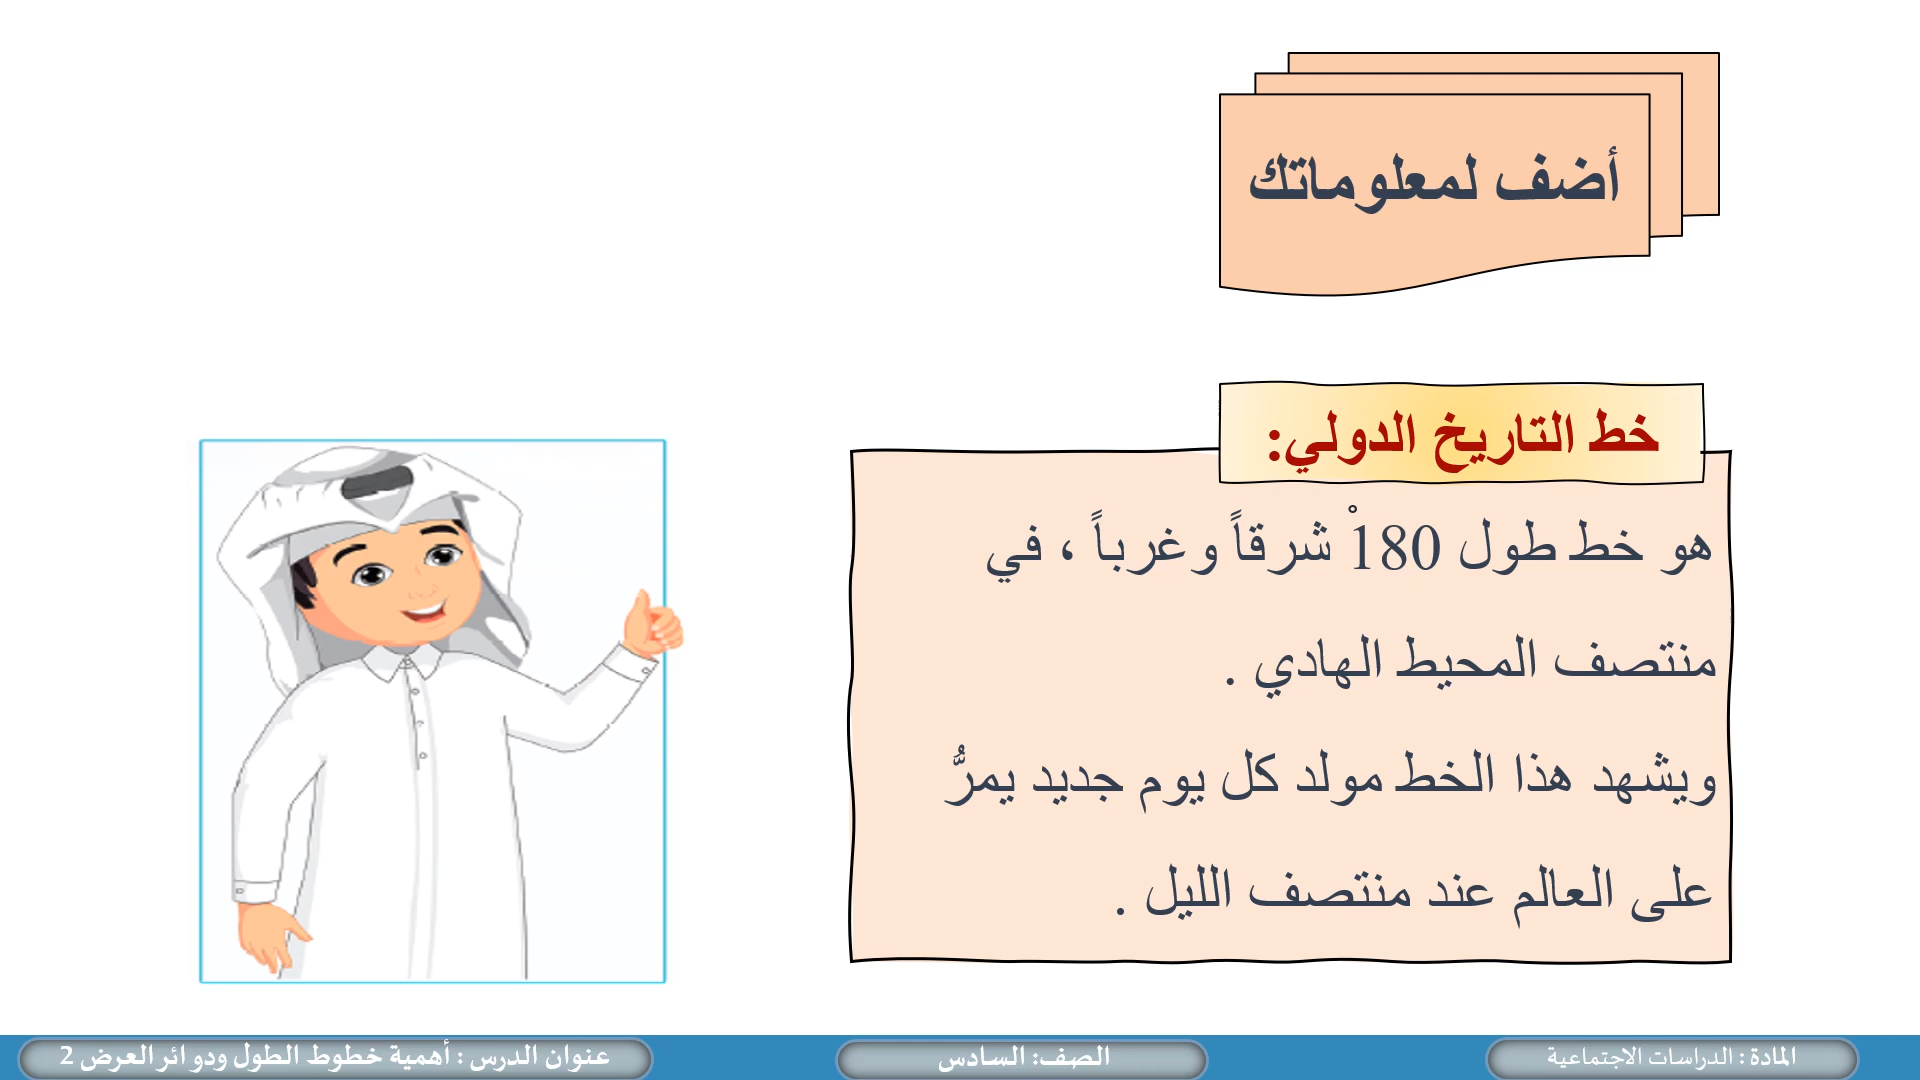 أضف لمعلوماتك
خط التاريخ الدولي:
هو خط طول 180ْ شرقاً وغرباً ، في
منتصف المحيط الهادي .
ويشهد هذا الخط مولد كل يوم جديد يمرُّ
على العالم عند منتصف الليل .
المادة : الدراسات الاجتماعية
الصف: السادس
عنوان الدرس : أهمية خطوط الطول ودوائر العرض 2